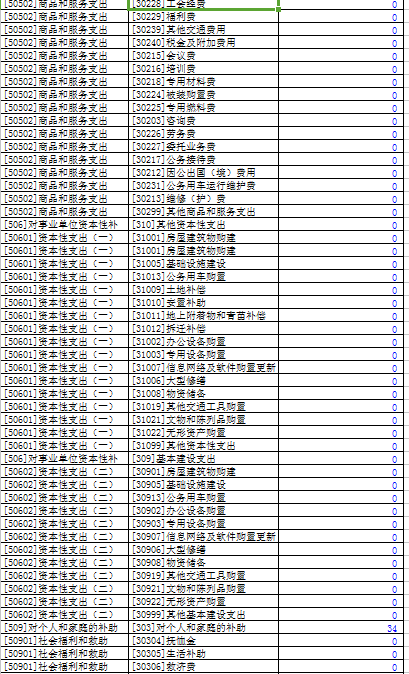 [50502]商品和服务支出 [30228]工会经费 0
[50502]商品和服务支出 [30229]福利费 0
[50502]商品和服务支出 [30239]其他交通费用 0
[50502]商品和服务支出 [30240]税金及附加费用 0
[50502]商品和服务支出 [30215]会议费 0
[50502]商品和服务支出 [30216]培训费 0
[50502]商品和服务支出 [30218]专用材料费 0
[50502]商品和服务支出 [30224]被装购置费 0
[50502]商品和服务支出 [30225]专用燃料费 0
[50502]商品和服务支出 [30203]咨询费 0
[50502]商品和服务支出 [30226]劳务费 0
[50502]商品和服务支出 [30227]委托业务费 0
[50502]商品和服务支出 [30217]公务接待费 0
[50502]商品和服务支出 [30212]因公出国（境）费用 0
[50502]商品和服务支出 [30231]公务用车运行维护费 0
[50502]商品和服务支出 [30213]维修（护）费 0
[50502]商品和服务支出 [30299]其他商品和服务支出 0
[506]对事业单位资本性补 [310]其他资本性支出 0
[50601]资本性支出（一） [31001]房屋建筑物购建 0
[50601]资本性支出（一） [31001]房屋建筑物购建 0
[50601]资本性支出（一） [31005]基础设施建设 0
[50601]资本性支出（一） [31013]公务用车购置 0
[50601]资本性支出（一） [31009]土地补偿 0
[50601]资本性支出（一） [31010]安置补助 0
[50601]资本性支出（一） [31011]地上附着物和青苗补偿 0
[50601]资本性支出（一） [31012]拆迁补偿 0
[50601]资本性支出（一） [31002]办公设备购置 0
[50601]资本性支出（一） [31003]专用设备购置 0
[50601]资本性支出（一） [31007]信息网络及软件购置更新 0
[50601]资本性支出（一） [31006]大型修缮 0
[50601]资本性支出（一） [31008]物资储备 0
[50601]资本性支出（一） [31019]其他交通工具购置 0
[50601]资本性支出（一） [31021]文物和陈列品购置 0
[50601]资本性支出（一） [31022]无形资产购置 0
[50601]资本性支出（一） [31099]其他资本性支出 0
[506]对事业单位资本性补 [309]基本建设支出 0
[50602]资本性支出（二） [30901]房屋建筑物购建 0
[50602]资本性支出（二） [30905]基础设施建设 0
[50602]资本性支出（二） [30913]公务用车购置 0
[50602]资本性支出（二） [30902]办公设备购置 0
[50602]资本性支出（二） [30903]专用设备购置 0
[50602]资本性支出（二） [30907]信息网络及软件购置更新 0
[50602]资本性支出（二） [30906]大型修缮 0
[50602]资本性支出（二） [30908]物资储备 0
[50602]资本性支出（二） [30919]其他交通工具购置 0
[50602]资本性支出（二） [30921]文物和陈列品购置 0
[50602]资本性支出（二） [30922]无形资产购置 0
[50602]资本性支出（二） [30999]其他基本建设支出 0
[509]对个人和家庭的补助 [303]对个人和家庭的补助 34
[50901]社会福利和救助 [30304]抚恤金 0
[50901]社会福利和救助 [30305]生活补助 0
[50901]社会福利和救助 [30306]救济费 0